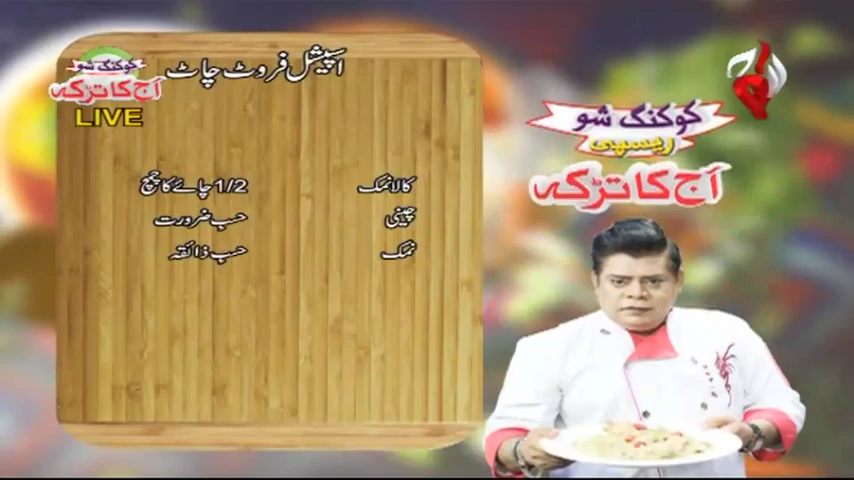 اسپیشل فروٹ چاٹ
کوکنگ شو
آج کا تڑکہ
LIVE
کالا نمک 1/2 چائے کا چمچ
چینی حسب ضرورت
نمک حسب ذائقہ
کوکنگ شو
ریسپی
آج کا تڑکہ
آج